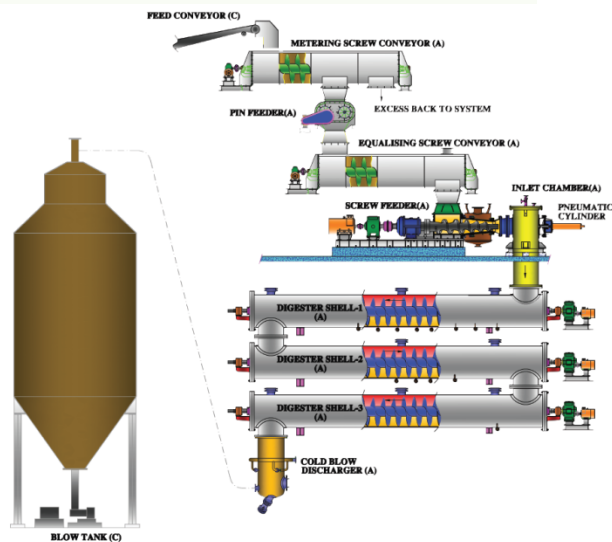 FEED CONVEYOR (C)
METERING SCREW CONVEYOR (A)
EXCESS BACK TO SYSTEM
PIN FEEDER(A)
EQUALISING SCREW CONVEYOR (A)
INLET CHAMBER(A)
SCREW FEEDER(A)
PNEUMATIC
CYLINDER
DIGESTER SHELL-1
(A)
DIGESTER SHELL-2
(A)
DIGESTER SHELL-3
(A)
COLD BLOW
DISCHARGER (A)
BLOW TANK (C)